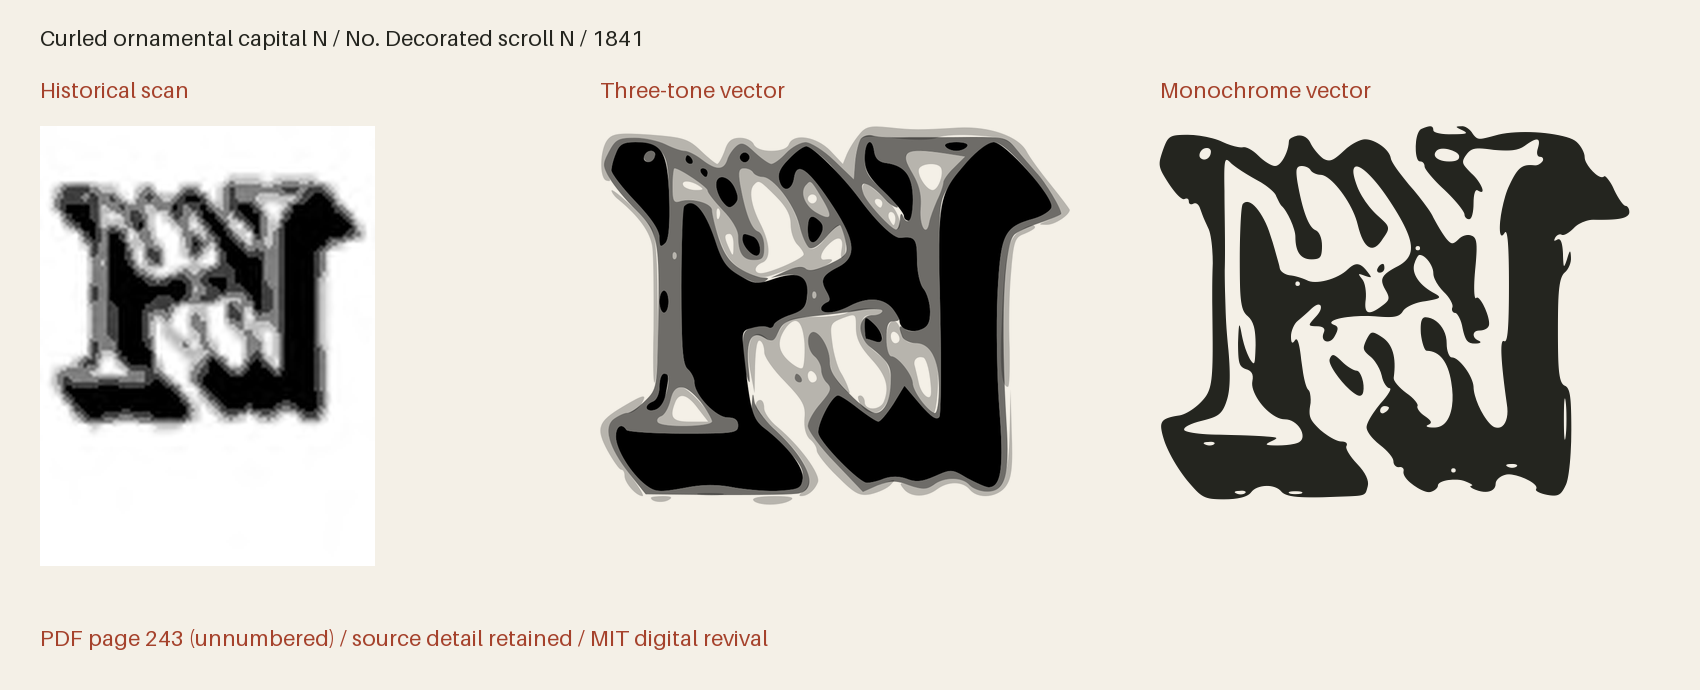 Curled ornamental capital N / No. Decorated scroll N / 1841
Historical scan
Three-tone vector
Monochrome vector
N N N
PDF page 243 (unnumbered) / source detail retained / MIT digital revival